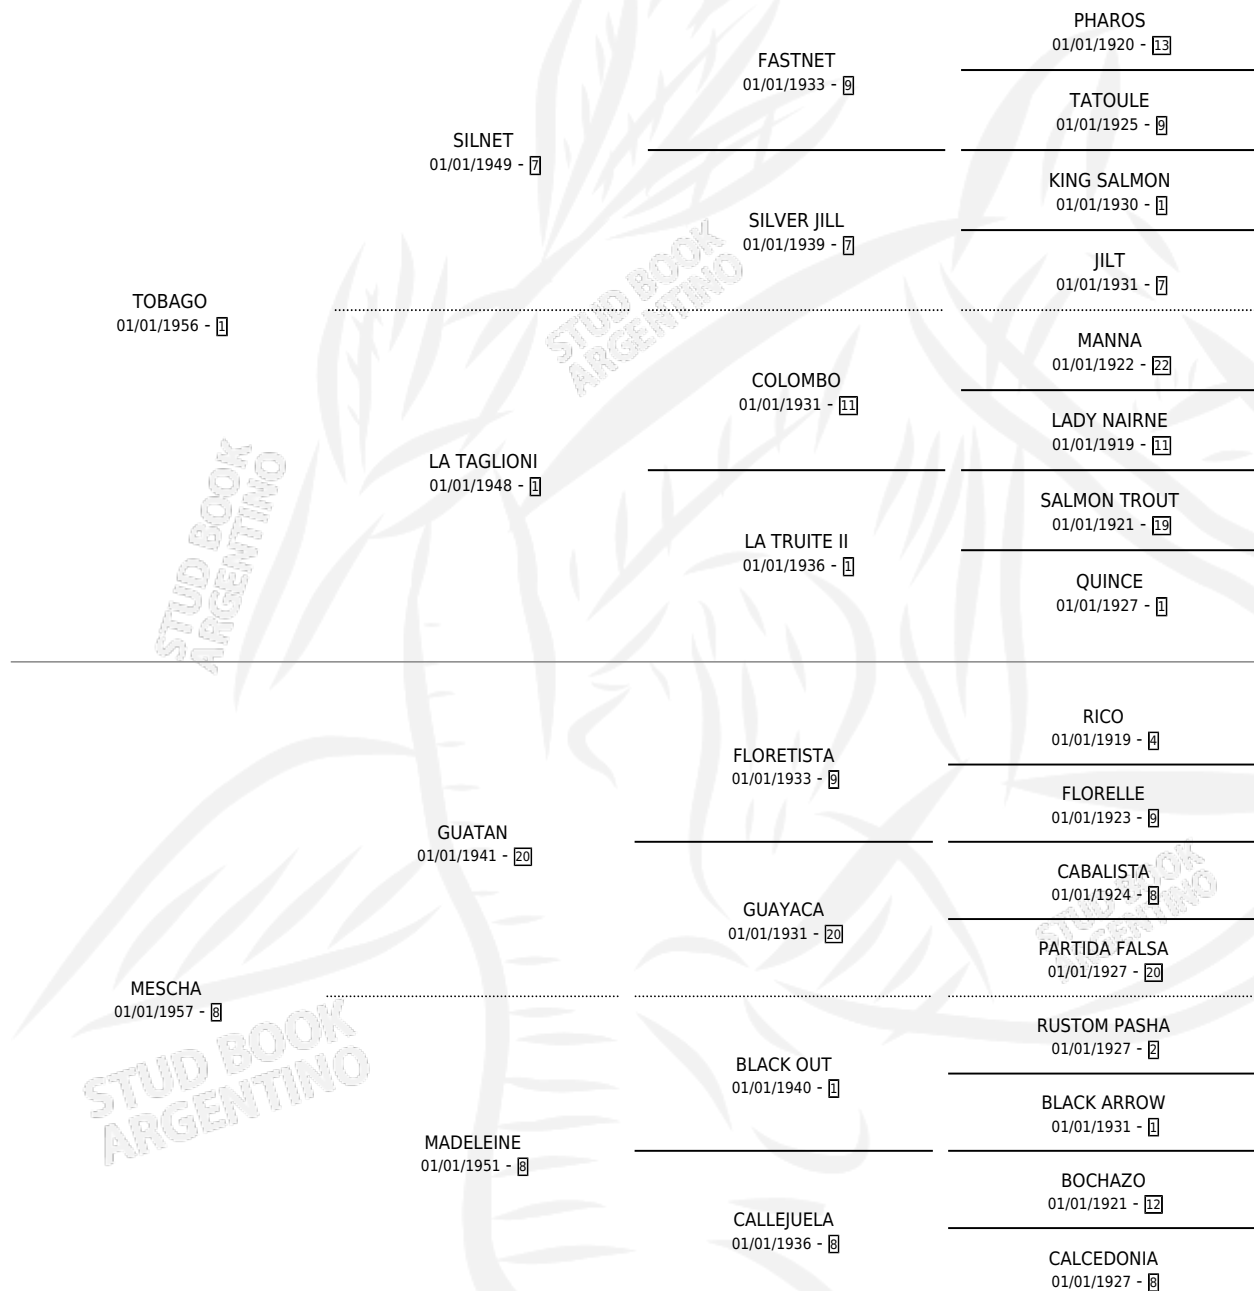 PHAROS
01/01/1920 - 13
FASTNET
01/01/1933 - 9
TATOULE
01/01/1925 - 9
SILNET
01/01/1949 - 7
KING SALMON
01/01/1930 - 1
SILVER JILL
01/01/1939 - 7
JILT
01/01/1931 - 7
TOBAGO
01/01/1956 - 1
MANNA
01/01/1922 - 22
COLOMBO
01/01/1931 - 11
LADY NAIRNE
01/01/1919 - 11
LA TAGLIONI
01/01/1948 - 1
SALMON TROUT
01/01/1921 - 19
LA TRUITE II
01/01/1936 - 1
QUINCE
01/01/1927 - 1
RICO
01/01/1919 - 4
FLORETISTA
01/01/1933 - 9
FLORELLE
01/01/1923 - 9
GUATAN
01/01/1941 - 20
CABALISTA
01/01/1924 - 8
GUAYACA
01/01/1931 - 20
PARTIDA FALSA
01/01/1927 - 20
MESCHA
01/01/1957 - 8
RUSTOM PASHA
01/01/1927 - 2
BLACK OUT
01/01/1940 - 1
BLACK ARROW
01/01/1931 - 1
MADELEINE
01/01/1951 - 8
BOCHAZO
01/01/1921 - 12
CALLEJUELA
01/01/1936 - 8
CALCEDONIA
01/01/1927 - 8
STUD BOOK
ARGENTINO
STUD BOOK
ARGENTINO
STUD BOOK
ARGENTINO
STUD BOOK
ARGENTINO